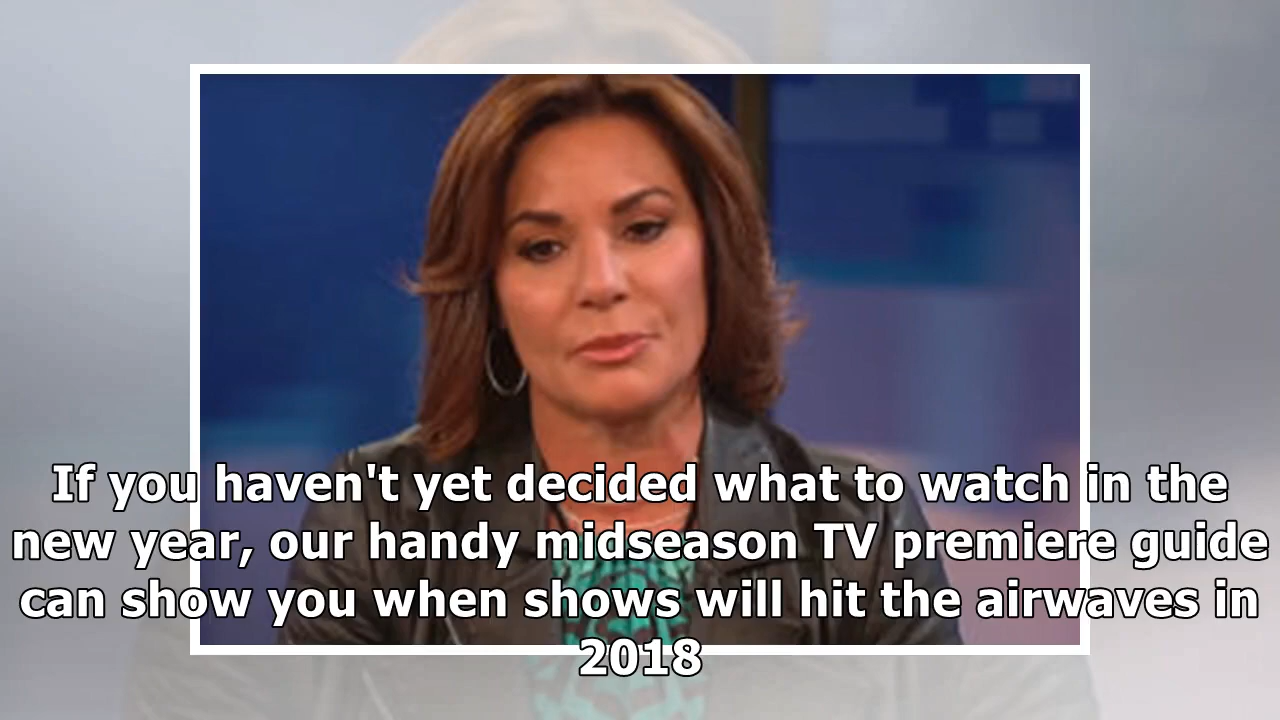 If you haven't yet decided what to watch in the
new year, our handy midseason TV premiere guide
can show you when shows will hit the airwaves in
2018